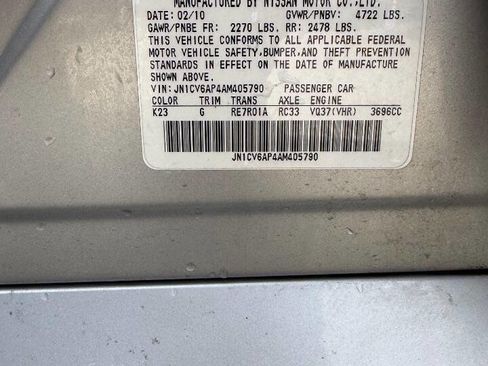 MANUFACTURED BY NISSAN MOTOR CO.,LTD.
DATE: 02/10 GVWR/PNBV: 4722 LBS.
GAWR/PNBE FR: 2270 LBS. RR: 2478 LBS.
THIS VEHICLE CONFORMS TO ALL APPLICABLE FEDERAL
MOTOR VEHICLE SAFETY,BUMPER,AND THEFT PREVENTION
STANDARDS IN EFFECT ON THE DATE OF MANUFACTURE
SHOWN ABOVE.
VIN: JN1CV6AP4AM405790 PASSENGER CAR
COLOR TRIM TRANS AXLE ENGINE
K23 G RE7R01A RC33 VQ37(VHR) 3696CC
JN1CV6AP4AM405790